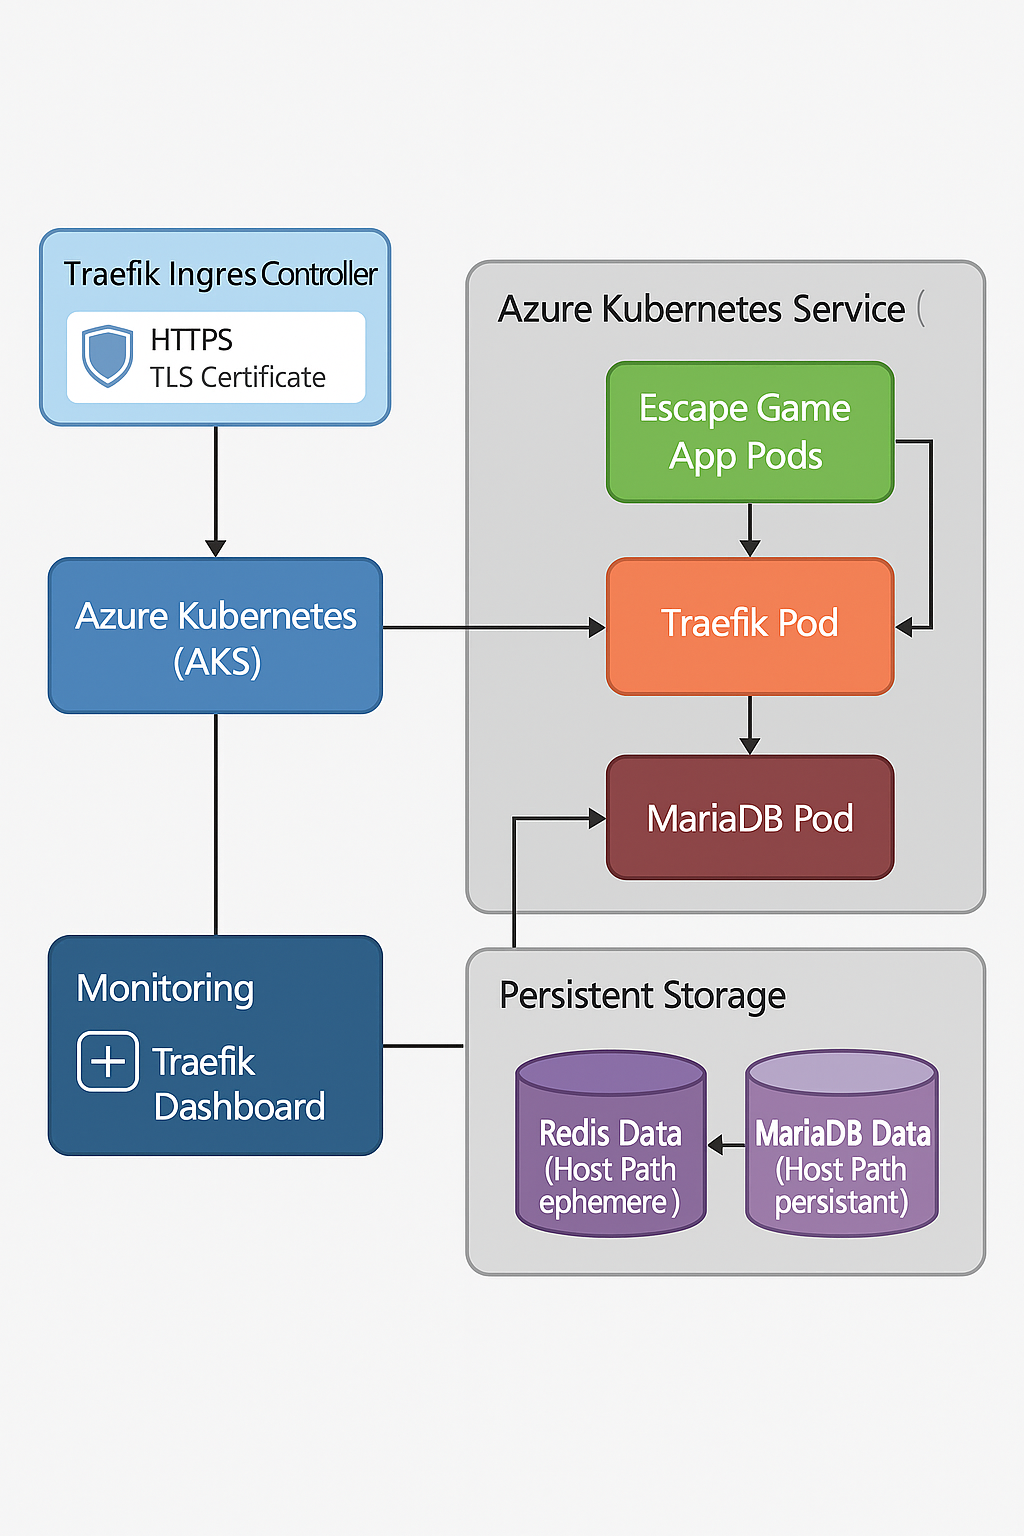 Traefik Ingres Controller
HTTPS
TLS Certificate
Azure Kubernetes
(AKS)
Monitoring
Traefik
Dashboard
Azure Kubernetes Service (
Escape Game
App Pods
Traefik Pod
MariaDB Pod
Persistent Storage
Redis Data
(Host Path
ephemere )
MariaDB Data
(Host Path
persistant)